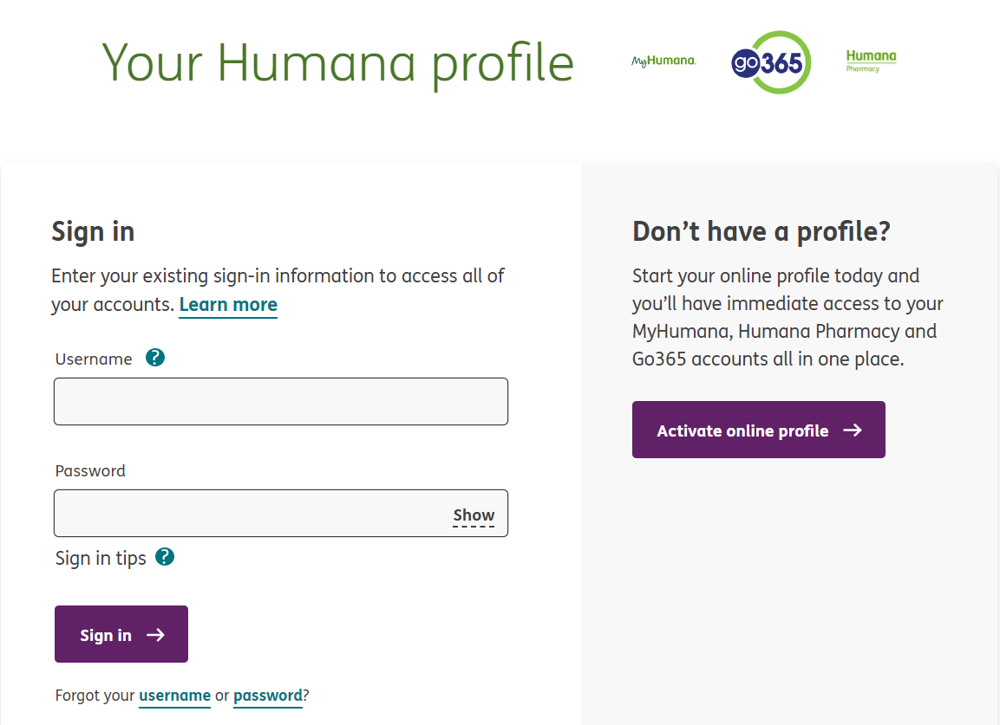 Your Humana profile
MyHumana.
go365
Humana
Pharmacy
Sign in
Enter your existing sign-in information to access all of
your accounts. Learn more
Username ?
Password
Show
Sign in tips ?
Sign in →
Forgot your username or password?
Don’t have a profile?
Start your online profile today and
you’ll have immediate access to your
MyHumana, Humana Pharmacy and
Go365 accounts all in one place.
Activate online profile →